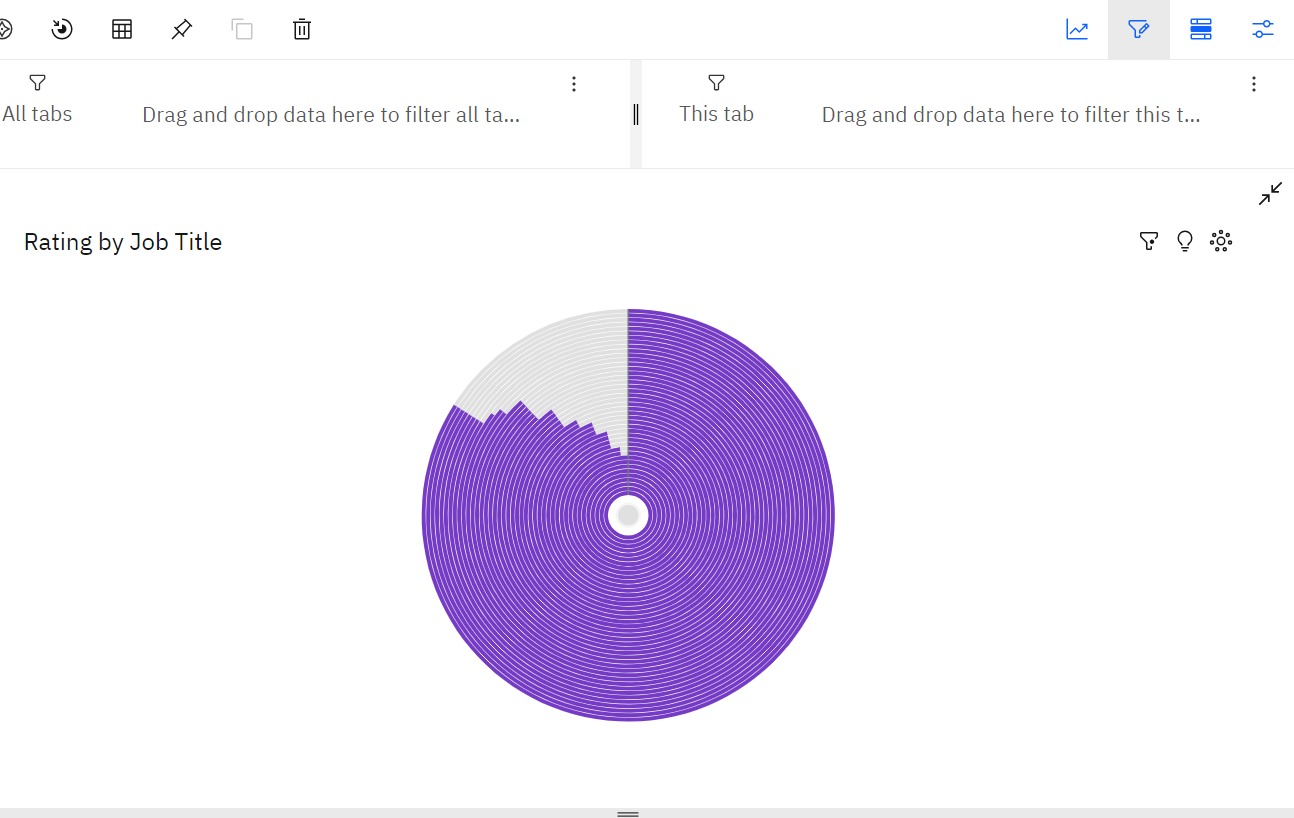 All tabs
Drag and drop data here to filter all ta...
This tab
Drag and drop data here to filter this t...
Rating by Job Title